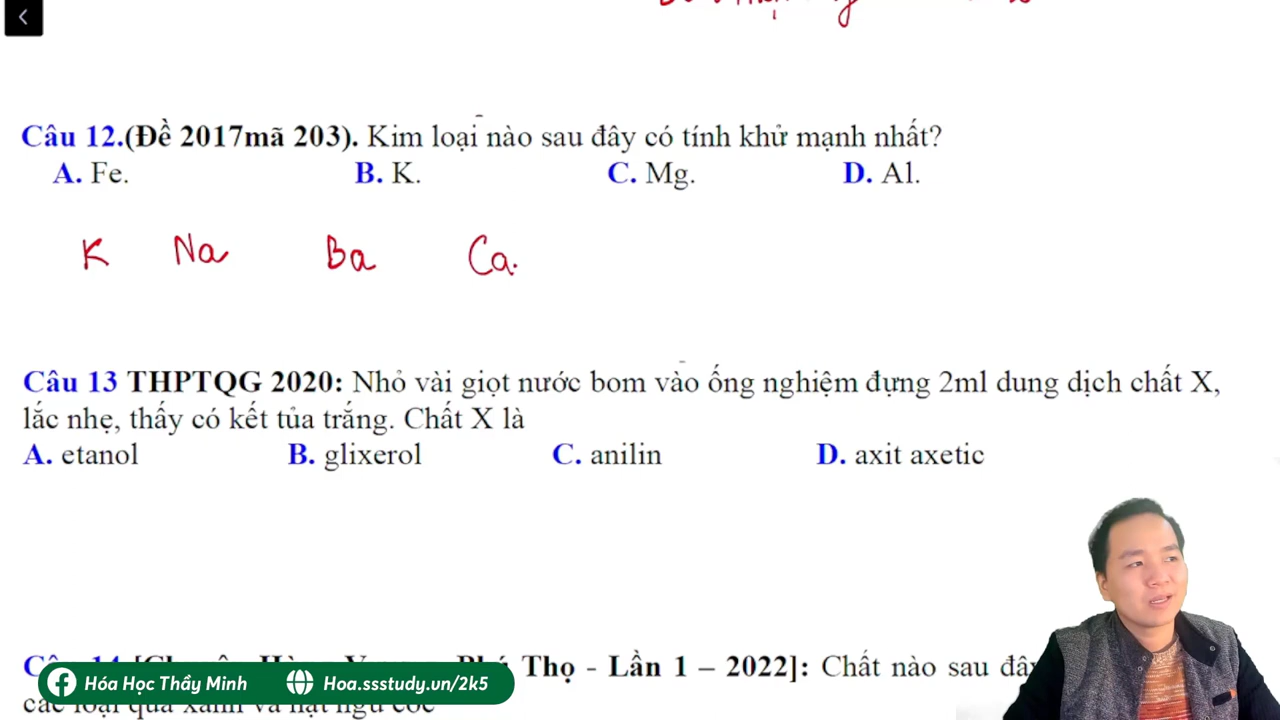 Câu 12.(Đề 2017mã 203). Kim loại nào sau đây có tính khử mạnh nhất?
A. Fe. B. K. C. Mg. D. Al.
K Na Ba Ca.
Câu 13 THPTQG 2020: Nhỏ vài giọt nước bom vào ống nghiệm đựng 2ml dung dịch chất X,
lắc nhẹ, thấy có kết tủa trắng. Chất X là
A. etanol B. glixerol C. anilin D. axit axetic
Thọ - Lần 1 – 2022]: Chất nào sau đây
Hóa Học Thầy Minh Hoa.ssstudy.vn/2k5